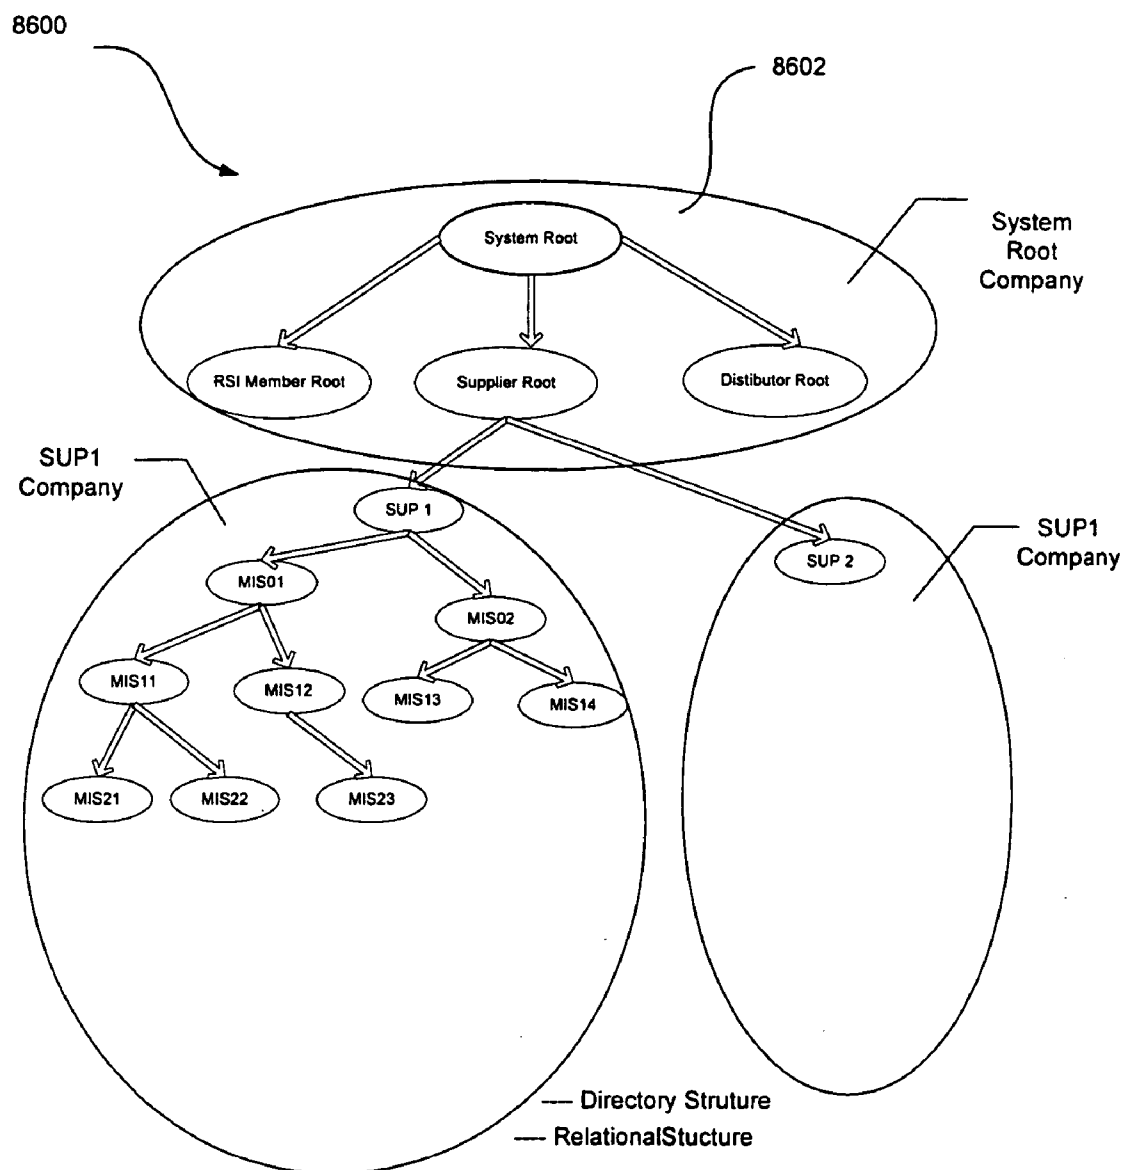 8600
8602
System Root
System
Root
Company
RSI Member Root
Supplier Root
Distibutor Root
SUP1
Company
SUP 1
SUP1
Company
SUP 2
MIS01
MIS02
MIS11
MIS12
MIS13
MIS14
MIS21
MIS22
MIS23
Directory Struture
RelationalStucture